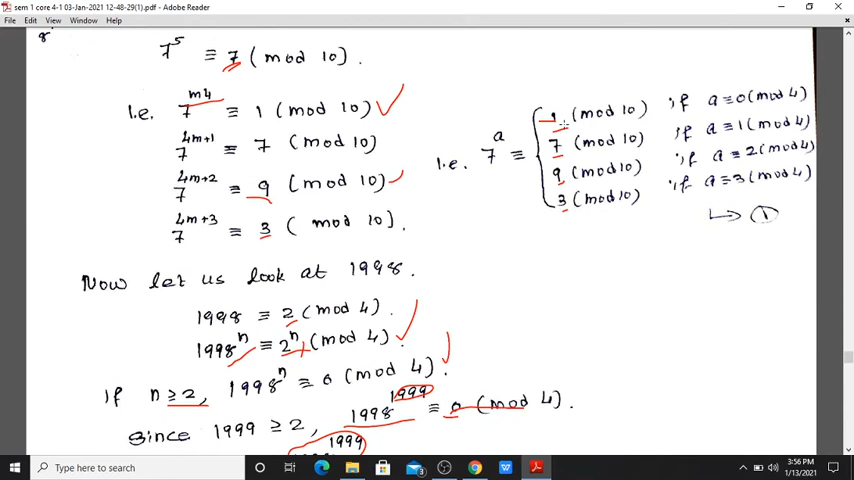 sem 1 core 4-1 03-Jan-2021 12-48-29(1).pdf - Adobe Reader
File Edit View Window Help
7^5 ≡ 7 (mod 10).
I.e. 7^m4 ≡ 1 (mod 10)
7^4m+1 ≡ 7 (mod 10)
7^4m+2 ≡ 9 (mod 10)
7^4m+3 ≡ 3 (mod 10).
I.e. 7^a ≡ { 1 (mod 10) ; if a ≡ 0 (mod 4)
7 (mod 10) ; if a ≡ 1 (mod 4)
9 (mod 10) ; if a ≡ 2 (mod 4)
3 (mod 10) ; if a ≡ 3 (mod 4)
↳ ①
Now let us look at 1998.
1998 ≡ 2 (mod 4).
1998^n ≡ 2^n (mod 4).
If n ≥ 2, 1998^n ≡ 0 (mod 4).
Since 1999 ≥ 2, 1998^1999 ≡ 0 (mod 4).
1999
Type here to search
3:56 PM
1/13/2021